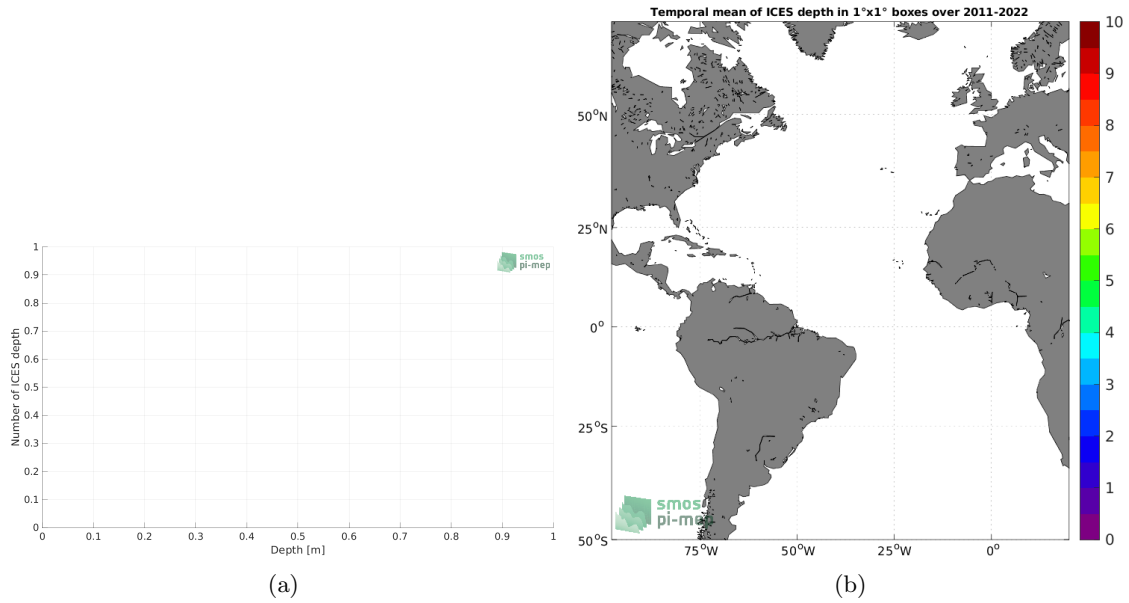 Temporal mean of ICES depth in 1°x1° boxes over 2011-2022
1
0.9
0.8
0.7
0.6
0.5
0.4
0.3
0.2
0.1
0
Number of ICES depth
0 0.1 0.2 0.3 0.4 0.5 0.6 0.7 0.8 0.9 1
Depth [m]
smos
pi-mep
(a)
50°N
25°N
0°
25°S
50°S
75°W 50°W 25°W 0°
smos
pi-mep
10
9
8
7
6
5
4
3
2
1
0
(b)